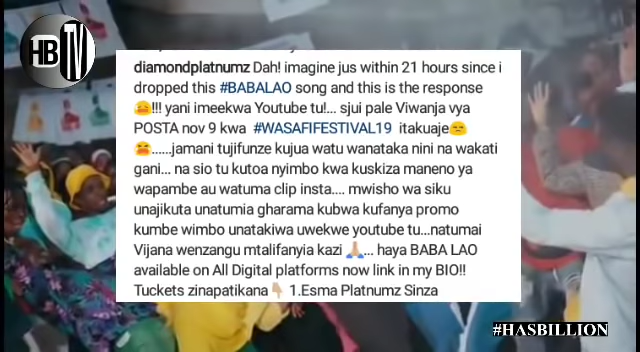 HB
TV
diamondplatnumz Dah! imagine jus within 21 hours since i
dropped this #BABALAO song and this is the response
😫!!! yani imeekwa Youtube tu!... sjui pale Viwanja vya
POSTA nov 9 kwa #WASAFIFESTIVAL19 itakuaje😔
😫......jamani tujifunze kujua watu wanataka nini na wakati
gani... na sio tu kutoa nyimbo kwa kuskiza maneno ya
wapambe au watuma clip insta.... mwisho wa siku
unajikuta unatumia gharama kubwa kufanya promo
kumbe wimbo unatakiwa uwekwe youtube tu...natumai
Vijana wenzangu mtalifanyia kazi 🙏🏼... haya BABA LAO
available on All Digital platforms now link in my BIO!!
Tuckets zinapatikana👇🏼 1.Esma Platnumz Sinza
#HASBILLION